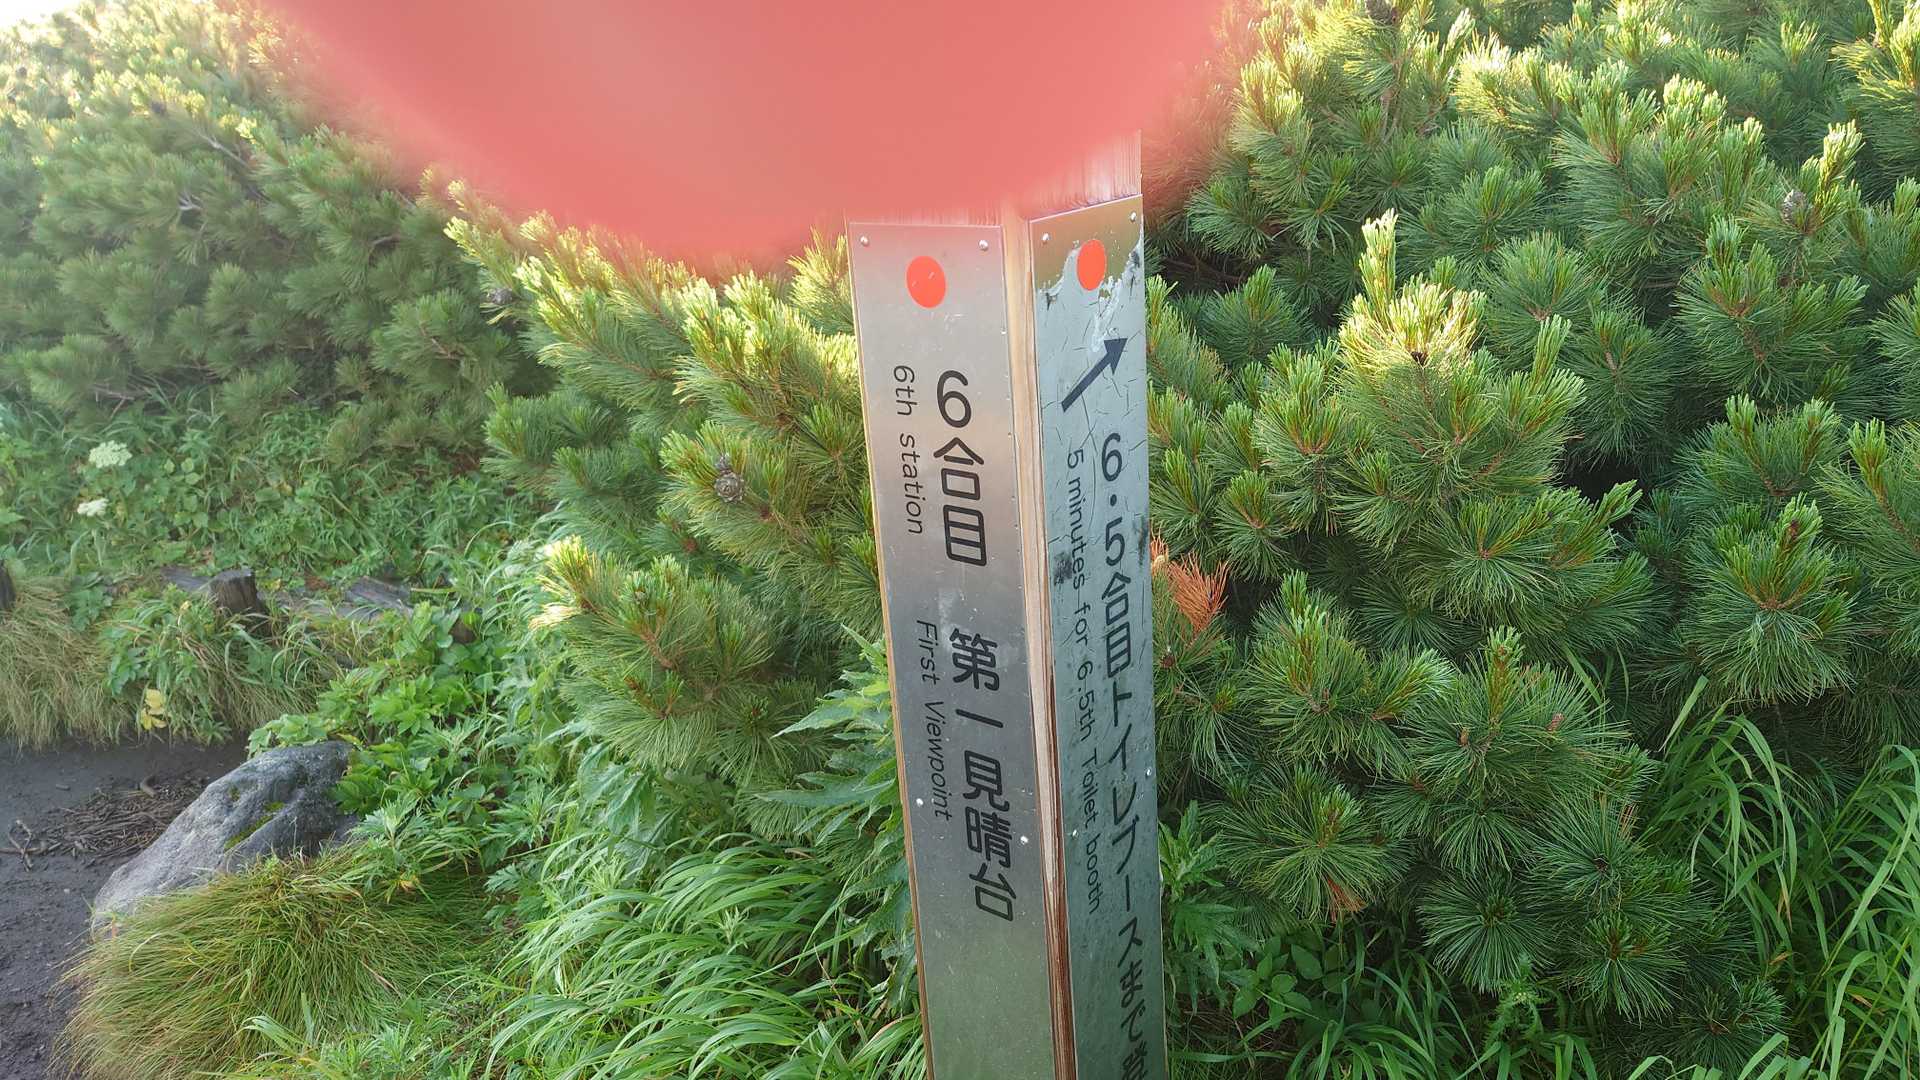 6合目 第一見晴台
6th station First Viewpoint
6・5合目トイレブースまで
5 minutes for 6.5th Toilet booth